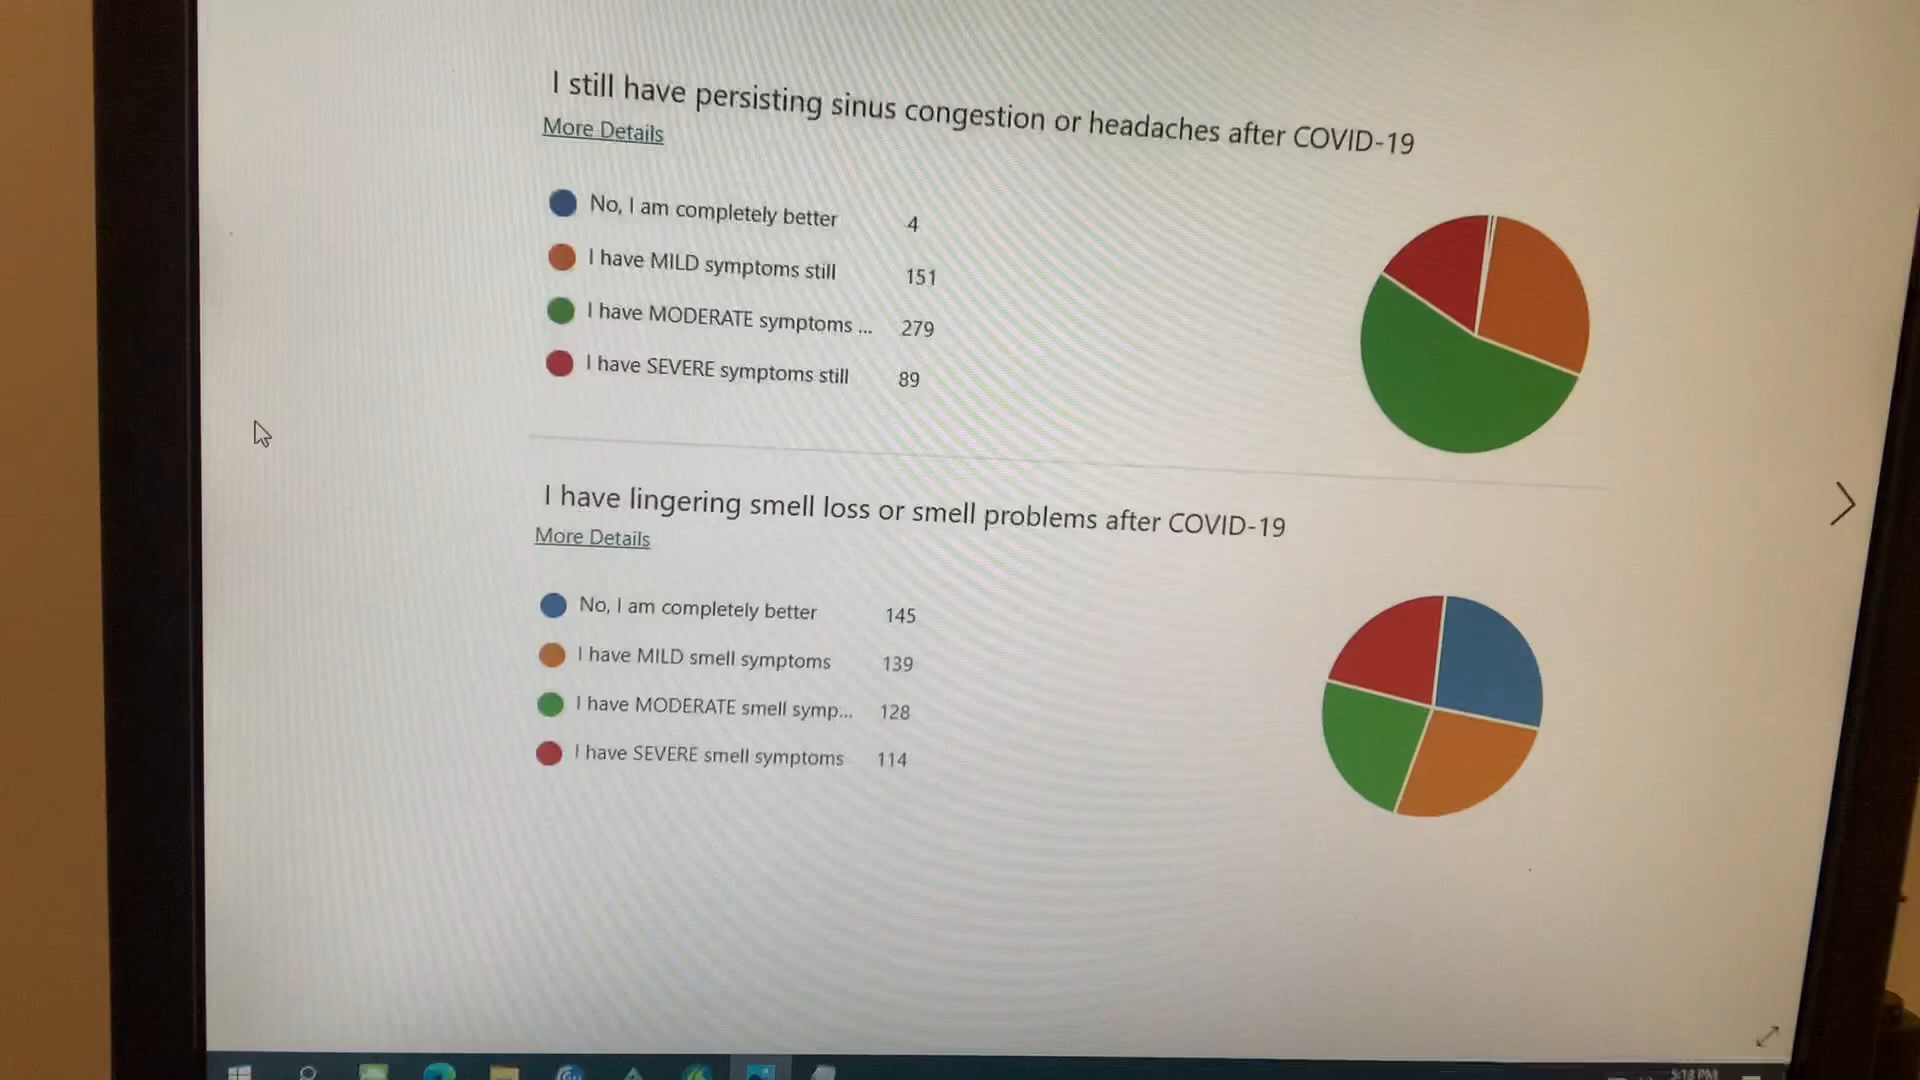 I still have persisting sinus congestion or headaches after COVID-19
More Details
No, I am completely better 4
I have MILD symptoms still 151
I have MODERATE symptoms ... 279
I have SEVERE symptoms still 89
I have lingering smell loss or smell problems after COVID-19
More Details
No, I am completely better 145
I have MILD smell symptoms 139
I have MODERATE smell symp... 128
I have SEVERE smell symptoms 114
5:18 PM